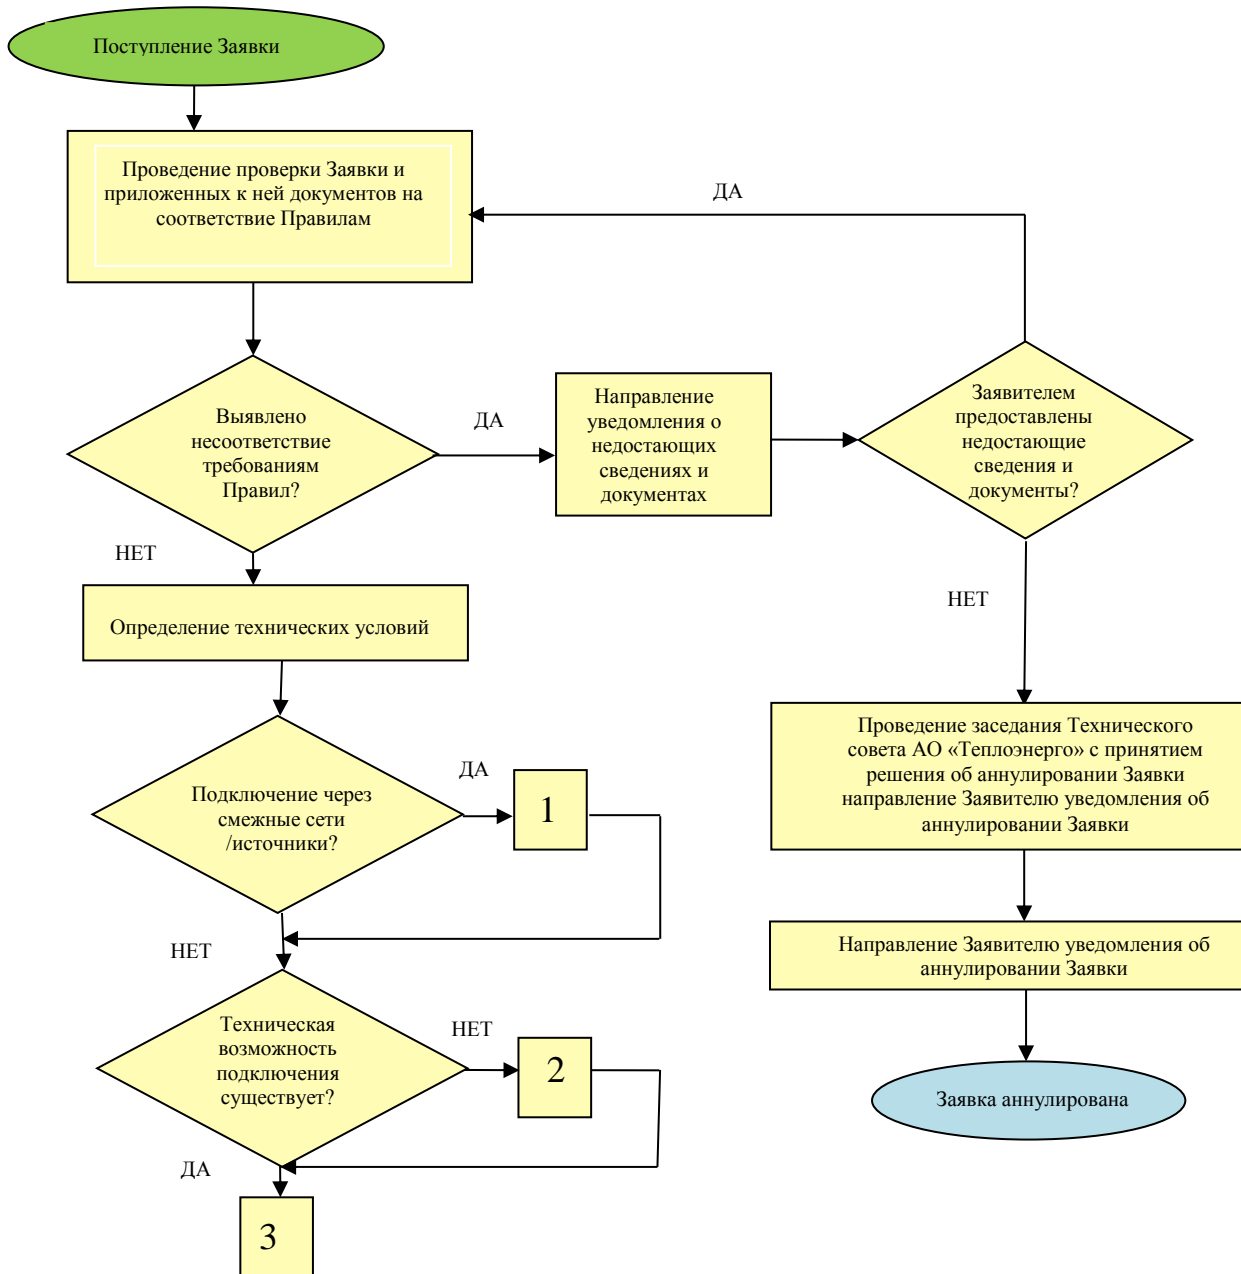 Поступление Заявки
Проведение проверки Заявки и
приложенных к ней документов на
соответствие Правилам
ДА
Выявлено
несоответствие
требованиям
Правил?
ДА
Направление
уведомления о
недостающих
сведениях и
документах
Заявителем
предоставлены
недостающие
сведения и
документы?
НЕТ
НЕТ
Определение технических условий
Проведение заседания Технического
совета АО «Теплоэнерго» с принятием
решения об аннулировании Заявки
направление Заявителю уведомления об
аннулировании Заявки
Подключение через
смежные сети
/источники?
ДА
1
НЕТ
Направление Заявителю уведомления об
аннулировании Заявки
Техническая
возможность
подключения
существует?
НЕТ
2
Заявка аннулирована
ДА
3